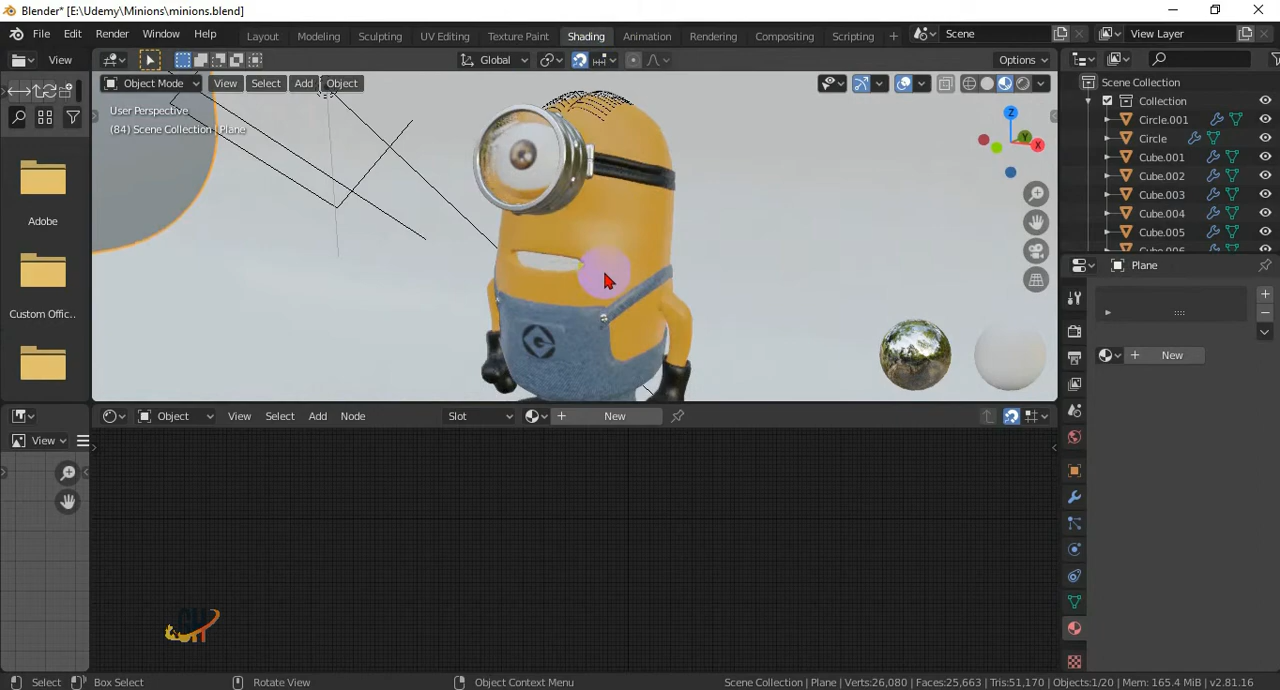 Blender* [E:\Udemy\Minions\minions.blend]
File Edit Render Window Help Layout Modeling Sculpting UV Editing Texture Paint Shading Animation Rendering Compositing Scripting + Scene View Layer
View Global Options
Object Mode View Select Add Object
User Perspective
(84) Scene Collection | Plane
Z
Y
X
Adobe
Custom Offic...
Scene Collection
Collection
Circle.001
Circle
Cube.001
Cube.002
Cube.003
Cube.004
Cube.005
Cube.006
Plane
New
Object View Select Add Node Slot New
View
G
Select Box Select Rotate View Object Context Menu Scene Collection | Plane | Verts:26,080 | Faces:25,663 | Tris:51,170 | Objects:1/20 | Mem: 165.4 MiB | v2.81.16